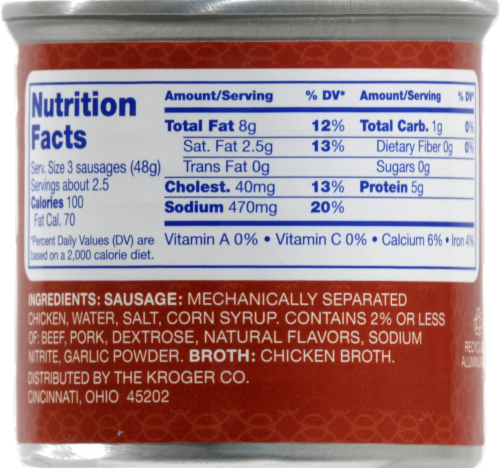 Nutrition Facts
Serv. Size 3 sausages (48g)
Servings about 2.5
Calories 100
Fat Cal. 70
*Percent Daily Values (DV) are
based on a 2,000 calorie diet.
Amount/Serving % DV* Amount/Serving % DV*
Total Fat 8g 12% Total Carb. 1g 0%
Sat. Fat 2.5g 13% Dietary Fiber 0g 0%
Trans Fat 0g Sugars 0g
Cholest. 40mg 13% Protein 5g
Sodium 470mg 20%
Vitamin A 0% • Vitamin C 0% • Calcium 6% • Iron 4%
INGREDIENTS: SAUSAGE: MECHANICALLY SEPARATED
CHICKEN, WATER, SALT, CORN SYRUP. CONTAINS 2% OR LESS
OF: BEEF, PORK, DEXTROSE, NATURAL FLAVORS, SODIUM
NITRITE, GARLIC POWDER. BROTH: CHICKEN BROTH.
DISTRIBUTED BY THE KROGER CO.
CINCINNATI, OHIO 45202